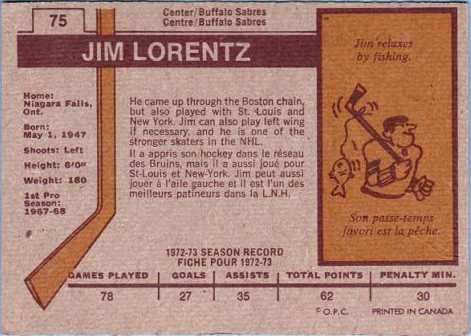 75
Center/Buffalo Sabres
Centre/Buffalo Sabres
JIM LORENTZ
Home:
Niagara Falls,
Ont.
Born:
May 1, 1947
Shoots: Left
Height: 6'0"
Weight: 180
1st Pro
Season:
1967-68
He came up through the Boston chain,
but also played with St. Louis and
New York. Jim can also play left wing
if necessary, and he is one of the
stronger skaters in the NHL.
Il a appris son hockey dans le réseau
des Bruins, mais il a aussi joué pour
St-Louis et New-York. Jim peut aussi
jouer à l'aile gauche et il est l'un des
meilleurs patineurs dans la L.N.H.
Jim relaxes
by fishing.
Son passe-temps
favori est la pêche.
1972-73 SEASON RECORD
FICHE POUR 1972-73
GAMES PLAYED GOALS ASSISTS TOTAL POINTS PENALTY MIN.
78 27 35 62 30
© O.P.C. PRINTED IN CANADA